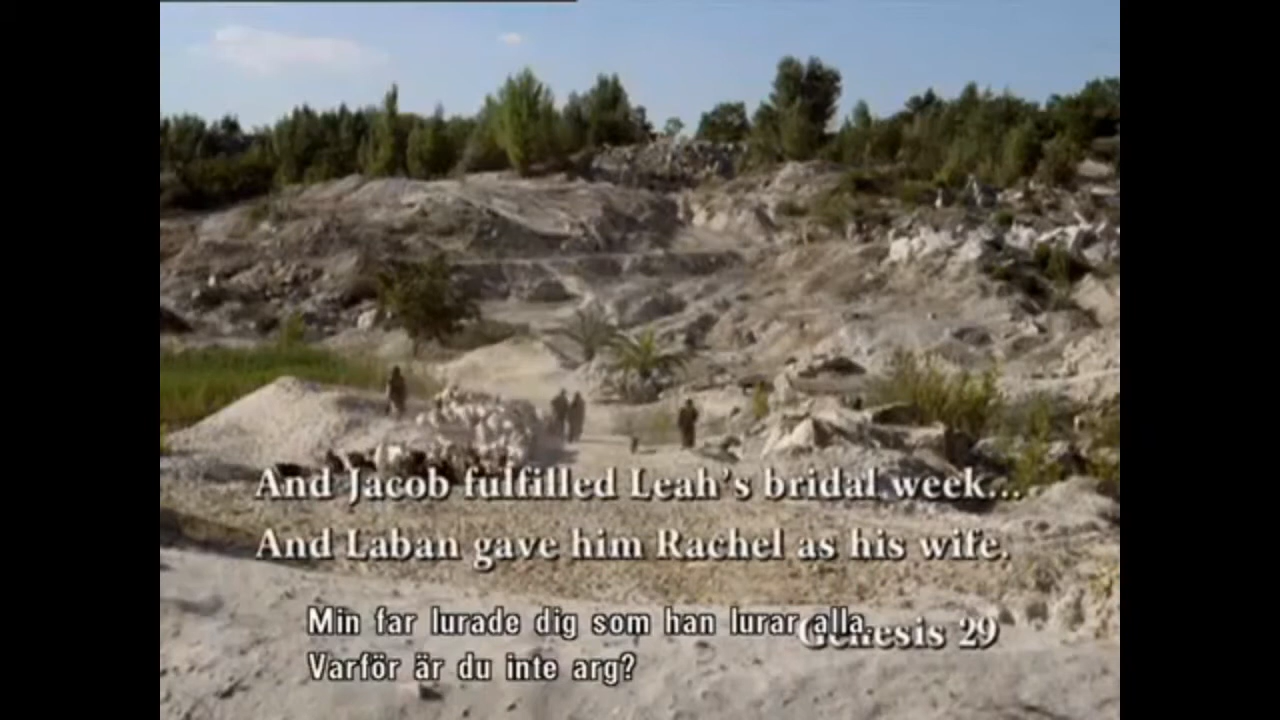 And Jacob fulfilled Leah's bridal week...
And Laban gave him Rachel as his wife.
Genesis 29
Min far lurade dig som han lurar alla.
Varför är du inte arg?